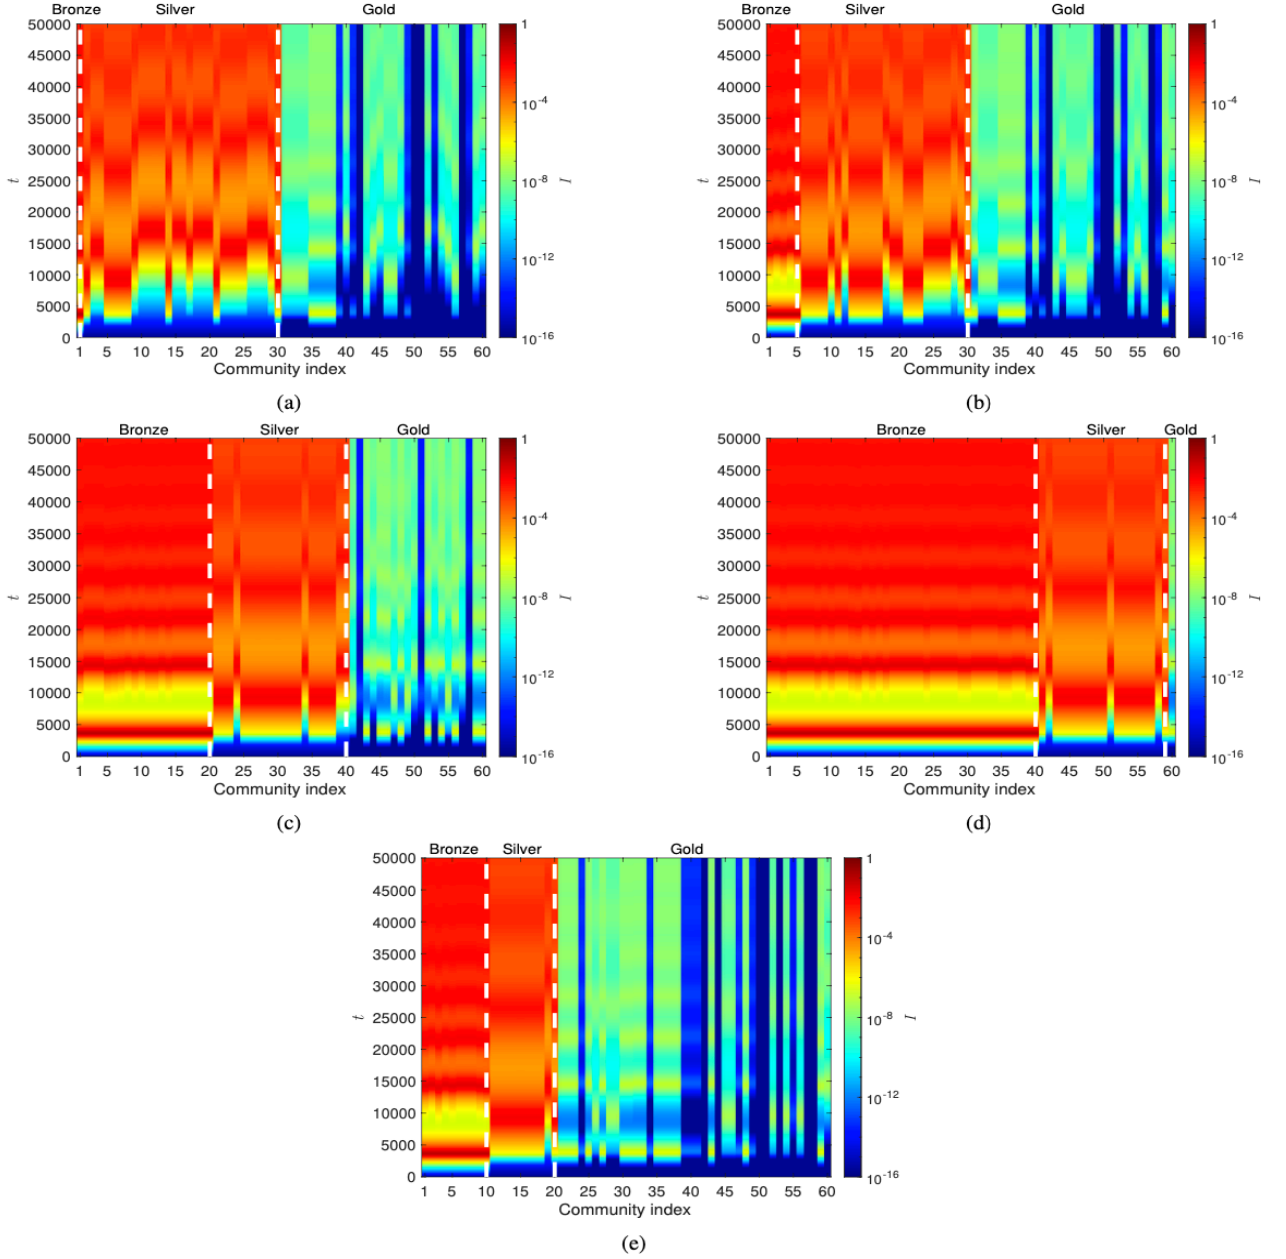 Bronze Silver Gold
50000 45000 40000 35000 30000 25000 20000 15000 10000 5000 0
t
1 5 10 15 20 25 30 35 40 45 50 55 60
Community index
1 10^-4 10^-8 10^-12 10^-16
I
(a)
Bronze Silver Gold
50000 45000 40000 35000 30000 25000 20000 15000 10000 5000 0
t
1 5 10 15 20 25 30 35 40 45 50 55 60
Community index
1 10^-4 10^-8 10^-12 10^-16
I
(b)
Bronze Silver Gold
50000 45000 40000 35000 30000 25000 20000 15000 10000 5000 0
t
1 5 10 15 20 25 30 35 40 45 50 55 60
Community index
1 10^-4 10^-8 10^-12 10^-16
I
(c)
Bronze Silver Gold
50000 45000 40000 35000 30000 25000 20000 15000 10000 5000 0
t
1 5 10 15 20 25 30 35 40 45 50 55 60
Community index
1 10^-4 10^-8 10^-12 10^-16
I
(d)
Bronze Silver Gold
50000 45000 40000 35000 30000 25000 20000 15000 10000 5000 0
t
1 5 10 15 20 25 30 35 40 45 50 55 60
Community index
1 10^-4 10^-8 10^-12 10^-16
I
(e)